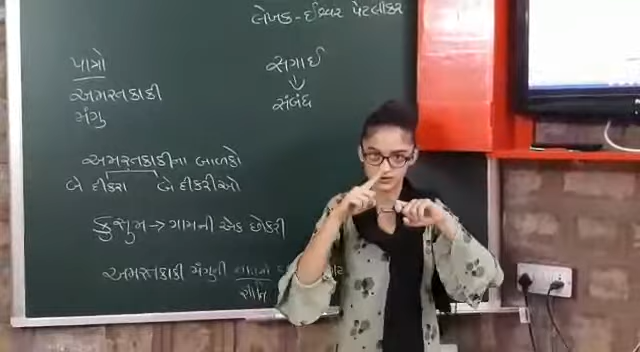 લેખક - ઈશ્વર પેટલીકર
પાત્રો
અમરતકાકી
મંગુ
સગાઈ
↓
સંબંધ
અમરતકાકીના બાળકો
બે દીકરા બે દીકરીઓ
કુસુમ → ગામની એક છોકરી
અમરતકાકી મંગુની